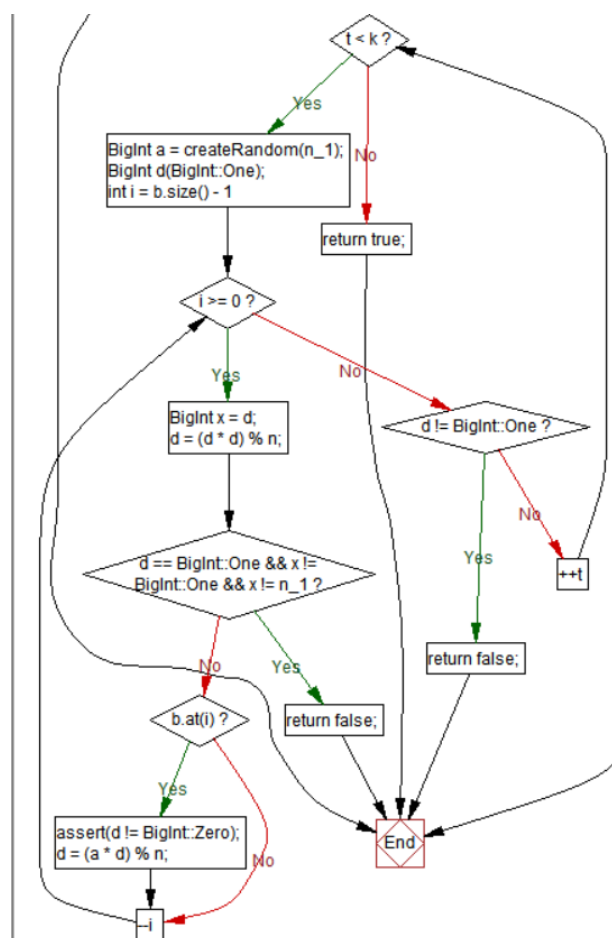 t < k ?
Yes
No
BigInt a = createRandom(n_1);
BigInt d(BigInt::One);
int i = b.size() - 1
return true;
i >= 0 ?
Yes
No
BigInt x = d;
d = (d * d) % n;
d != BigInt::One ?
No
Yes
d == BigInt::One && x !=
BigInt::One && x != n_1 ?
++t
return false;
No
Yes
b.at(i) ?
return false;
Yes
assert(d != BigInt::Zero);
d = (a * d) % n;
No
End
--i